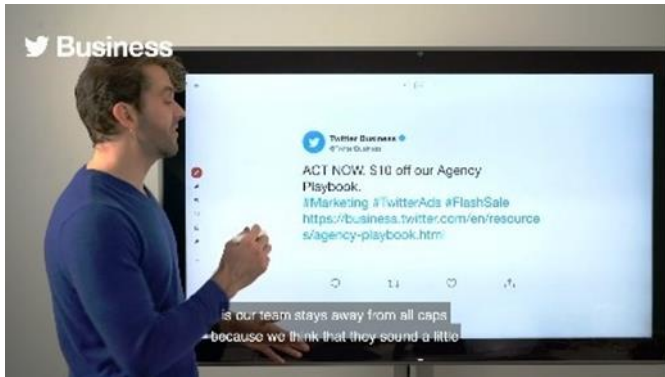 Business
Twitter Business
@TwitterBusiness
ACT NOW. $10 off our Agency
Playbook.
#Marketing #TwitterAds #FlashSale
https://business.twitter.com/en/resource
s/agency-playbook.html
is our team stays away from all caps
because we think that they sound a little